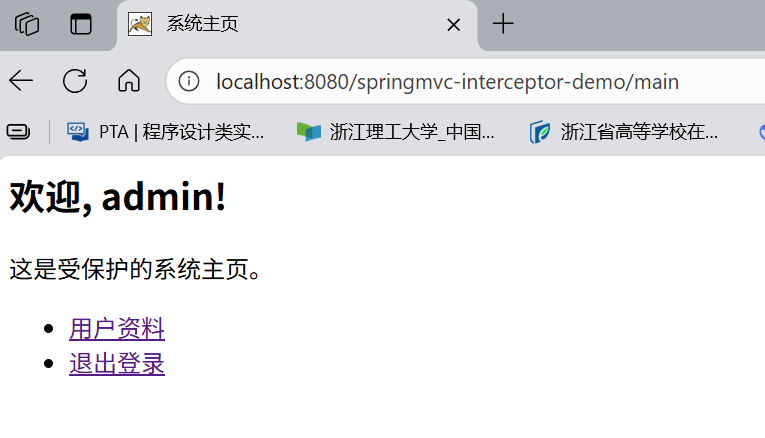 系统主页
localhost:8080/springmvc-interceptor-demo/main
PTA | 程序设计类实... 浙江理工大学_中国... 浙江省高等学校在...
欢迎, admin!
这是受保护的系统主页。
用户资料
退出登录